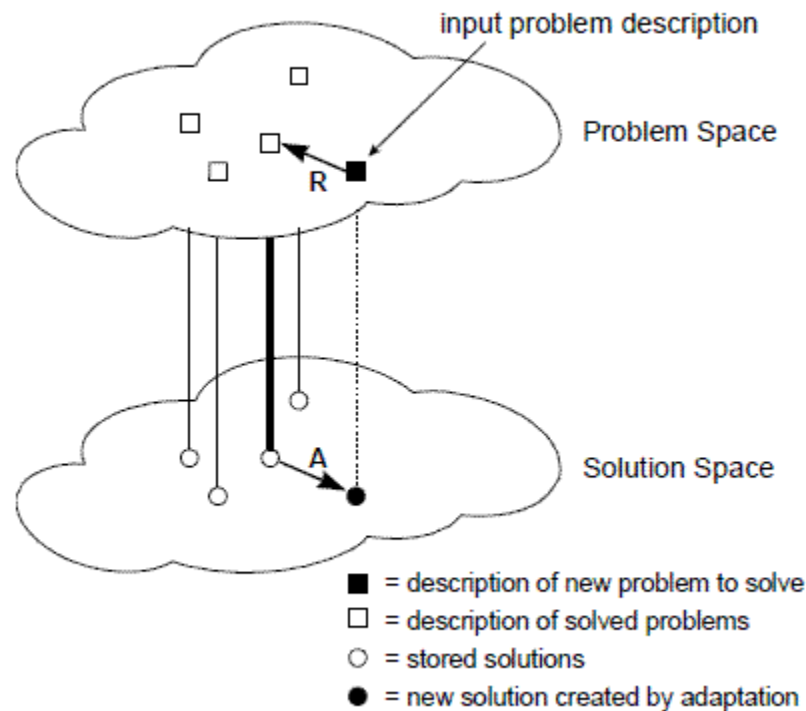 input problem description
Problem Space
R
A
Solution Space
= description of new problem to solve
= description of solved problems
= stored solutions
= new solution created by adaptation